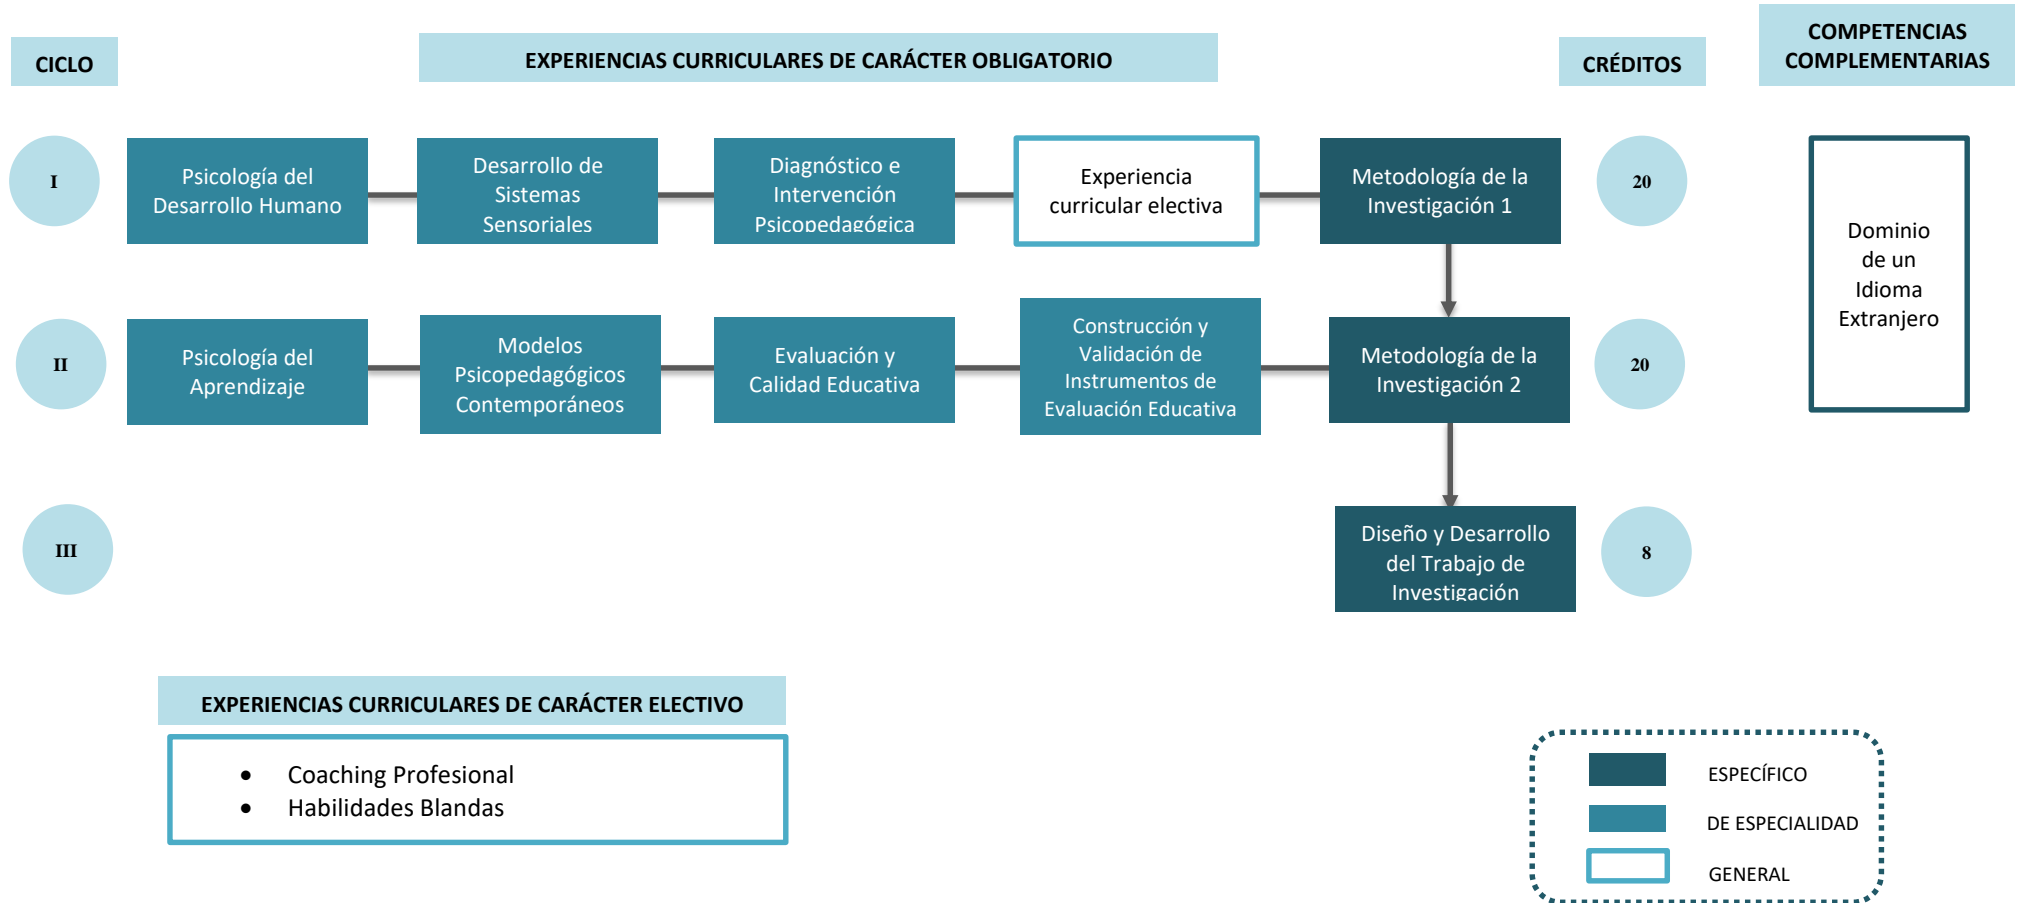 CICLO
EXPERIENCIAS CURRICULARES DE CARÁCTER OBLIGATORIO
CRÉDITOS
COMPETENCIAS
COMPLEMENTARIAS
I
Psicología del
Desarrollo Humano
Desarrollo de
Sistemas
Sensoriales
Diagnóstico e
Intervención
Psicopedagógica
Experiencia
curricular electiva
Metodología de la
Investigación 1
20
Dominio
de un
Idioma
Extranjero
II
Psicología del
Aprendizaje
Modelos
Psicopedagógicos
Contemporáneos
Evaluación y
Calidad Educativa
Construcción y
Validación de
Instrumentos de
Evaluación Educativa
Metodología de la
Investigación 2
20
III
Diseño y Desarrollo
del Trabajo de
Investigación
8
EXPERIENCIAS CURRICULARES DE CARÁCTER ELECTIVO
• Coaching Profesional
• Habilidades Blandas
ESPECÍFICO
DE ESPECIALIDAD
GENERAL